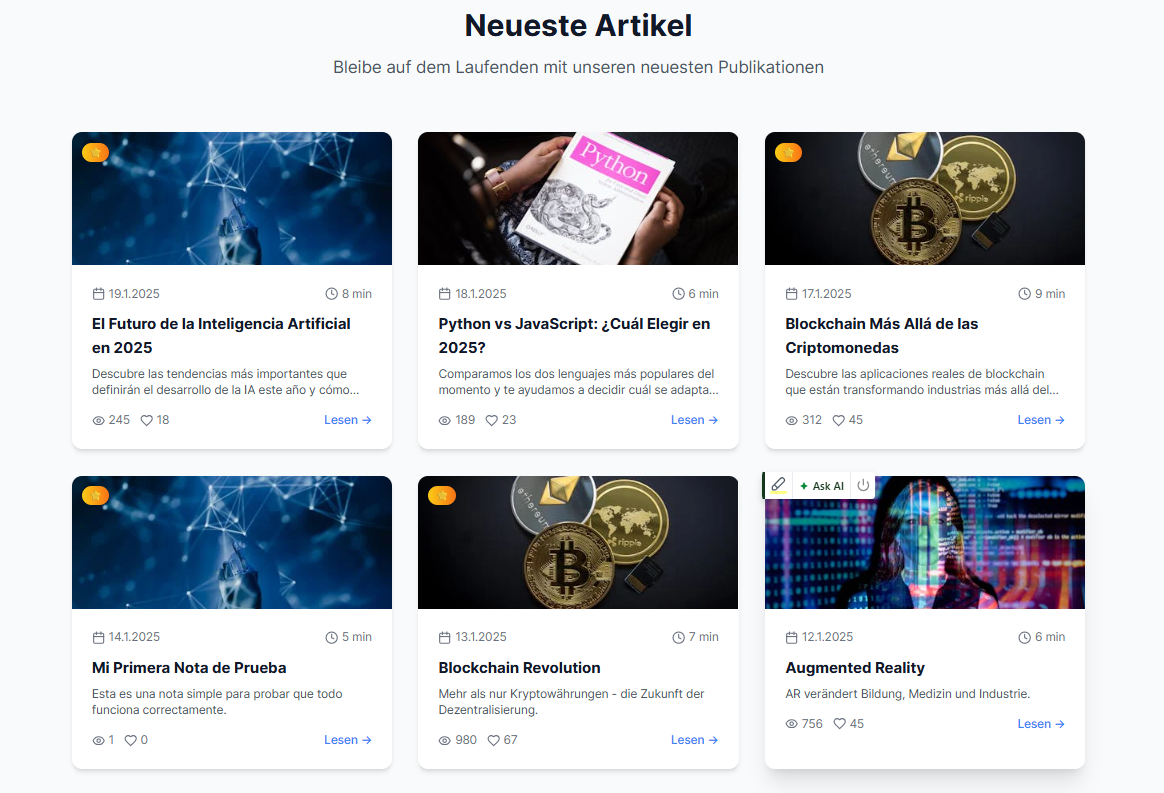 Neueste Artikel
Bleibe auf dem Laufenden mit unseren neuesten Publikationen
Python
ethereum
ripple
19.1.2025
8 min
El Futuro de la Inteligencia Artificial
en 2025
Descubre las tendencias más importantes que
definirán el desarrollo de la IA este año y cómo...
245
18
Lesen →
18.1.2025
6 min
Python vs JavaScript: ¿Cuál Elegir en
2025?
Comparamos los dos lenguajes más populares del
momento y te ayudamos a decidir cuál se adapta...
189
23
Lesen →
17.1.2025
9 min
Blockchain Más Allá de las
Criptomonedas
Descubre las aplicaciones reales de blockchain
que están transformando industrias más allá del...
312
45
Lesen →
ethereum
ripple
Ask AI
14.1.2025
5 min
Mi Primera Nota de Prueba
Esta es una nota simple para probar que todo
funciona correctamente.
1
0
Lesen →
13.1.2025
7 min
Blockchain Revolution
Mehr als nur Kryptowährungen - die Zukunft der
Dezentralisierung.
980
67
Lesen →
12.1.2025
6 min
Augmented Reality
AR verändert Bildung, Medizin und Industrie.
756
45
Lesen →